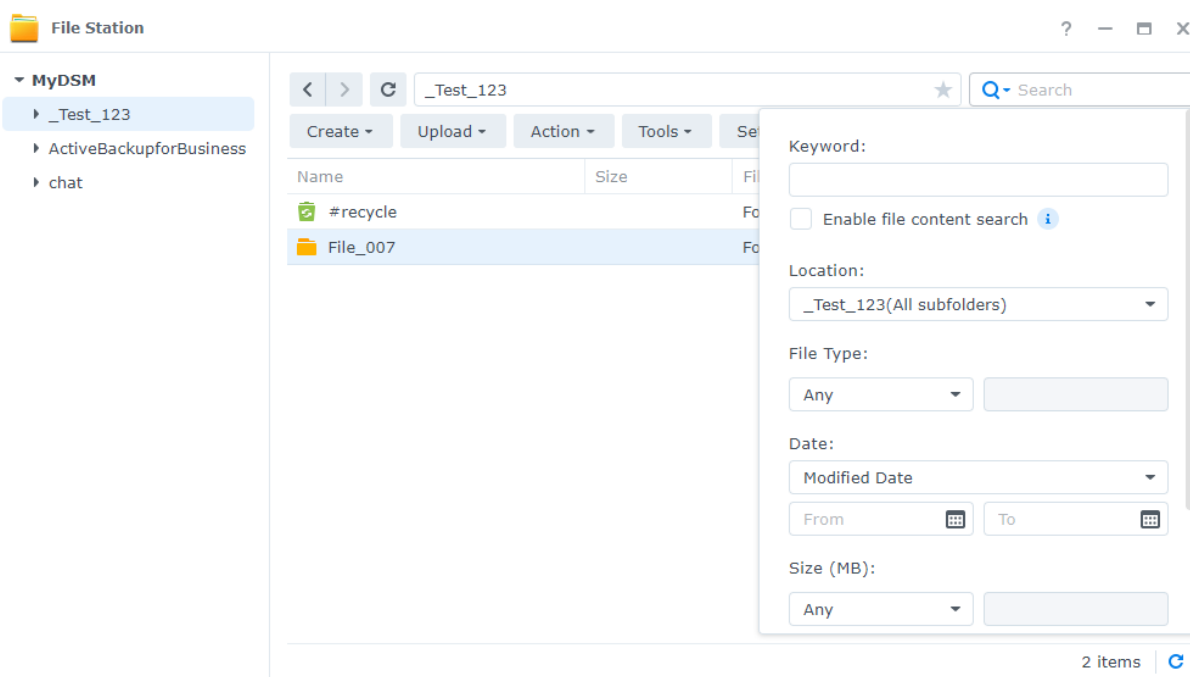 File Station
?
MyDSM
_Test_123
ActiveBackupforBusiness
chat
_Test_123
Search
Create
Upload
Action
Tools
Name
Size
#recycle
File_007
Keyword:
Enable file content search
i
Location:
_Test_123(All subfolders)
File Type:
Any
Date:
Modified Date
From
To
Size (MB):
Any
2 items